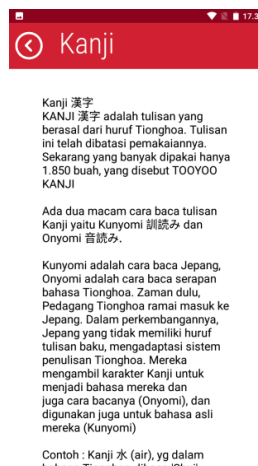 17.3
Kanji
Kanji 漢字
KANJI 漢字 adalah tulisan yang
berasal dari huruf Tionghoa. Tulisan
ini telah dibatasi pemakaiannya.
Sekarang yang banyak dipakai hanya
1.850 buah, yang disebut TOOYOO
KANJI
Ada dua macam cara baca tulisan
Kanji yaitu Kunyomi 訓読み dan
Onyomi 音読み.
Kunyomi adalah cara baca Jepang,
Onyomi adalah cara baca serapan
bahasa Tionghoa. Zaman dulu,
Pedagang Tionghoa ramai masuk ke
Jepang. Dalam perkembangannya,
Jepang yang tidak memiliki huruf
tulisan baku, mengadaptasi sistem
penulisan Tionghoa. Mereka
mengambil karakter Kanji untuk
menjadi bahasa mereka dan
juga cara bacanya (Onyomi), dan
digunakan juga untuk bahasa asli
mereka (Kunyomi)
Contoh : Kanji 水 (air), yg dalam